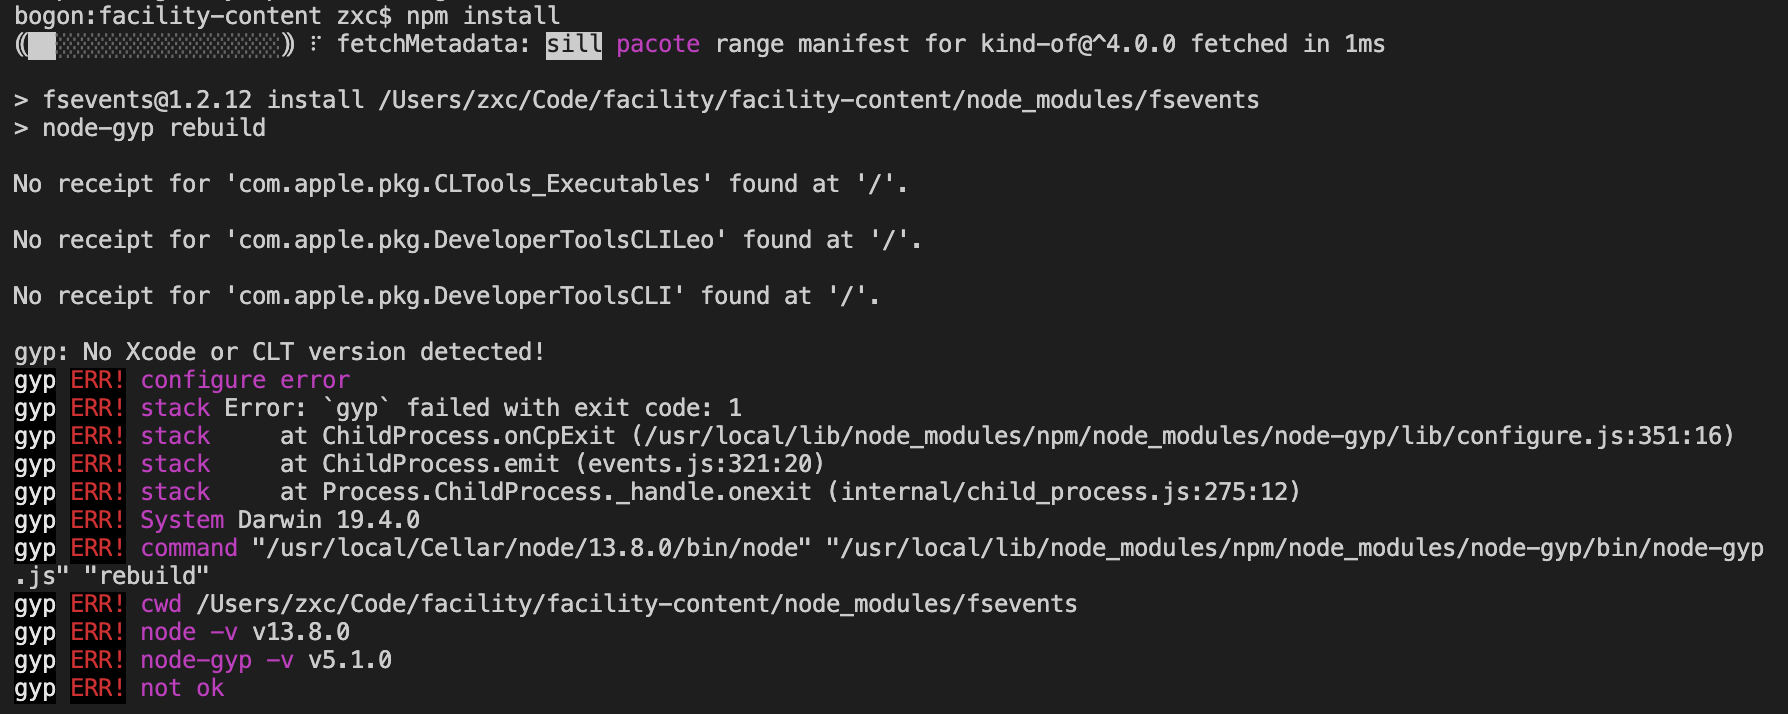 bogon:facility-content zxc$ npm install
⸨██░░░░░░░░░░░░░░░░⸩ ⠏ fetchMetadata: sill pacote range manifest for kind-of@^4.0.0 fetched in 1ms
> fsevents@1.2.12 install /Users/zxc/Code/facility/facility-content/node_modules/fsevents
> node-gyp rebuild
No receipt for 'com.apple.pkg.CLTools_Executables' found at '/'.
No receipt for 'com.apple.pkg.DeveloperToolsCLILeo' found at '/'.
No receipt for 'com.apple.pkg.DeveloperToolsCLI' found at '/'.
gyp: No Xcode or CLT version detected!
gyp ERR! configure error
gyp ERR! stack Error: `gyp` failed with exit code: 1
gyp ERR! stack     at ChildProcess.onCpExit (/usr/local/lib/node_modules/npm/node_modules/node-gyp/lib/configure.js:351:16)
gyp ERR! stack     at ChildProcess.emit (events.js:321:20)
gyp ERR! stack     at Process.ChildProcess._handle.onexit (internal/child_process.js:275:12)
gyp ERR! System Darwin 19.4.0
gyp ERR! command "/usr/local/Cellar/node/13.8.0/bin/node" "/usr/local/lib/node_modules/npm/node_modules/node-gyp/bin/node-gyp
.js" "rebuild"
gyp ERR! cwd /Users/zxc/Code/facility/facility-content/node_modules/fsevents
gyp ERR! node -v v13.8.0
gyp ERR! node-gyp -v v5.1.0
gyp ERR! not ok